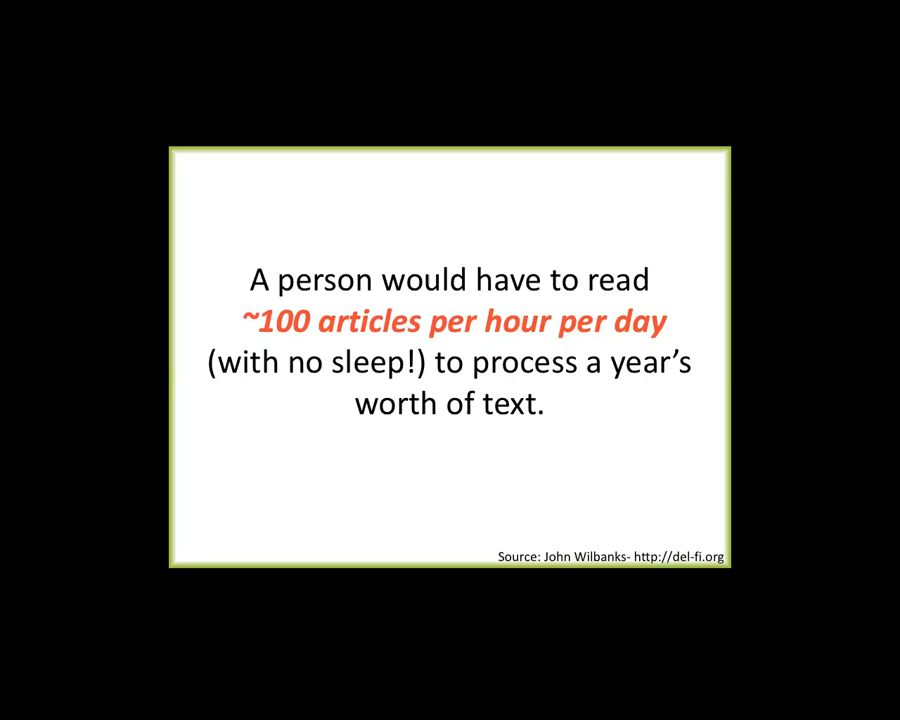 A person would have to read
~100 articles per hour per day
(with no sleep!) to process a year’s
worth of text.
Source: John Wilbanks- http://del-fi.org